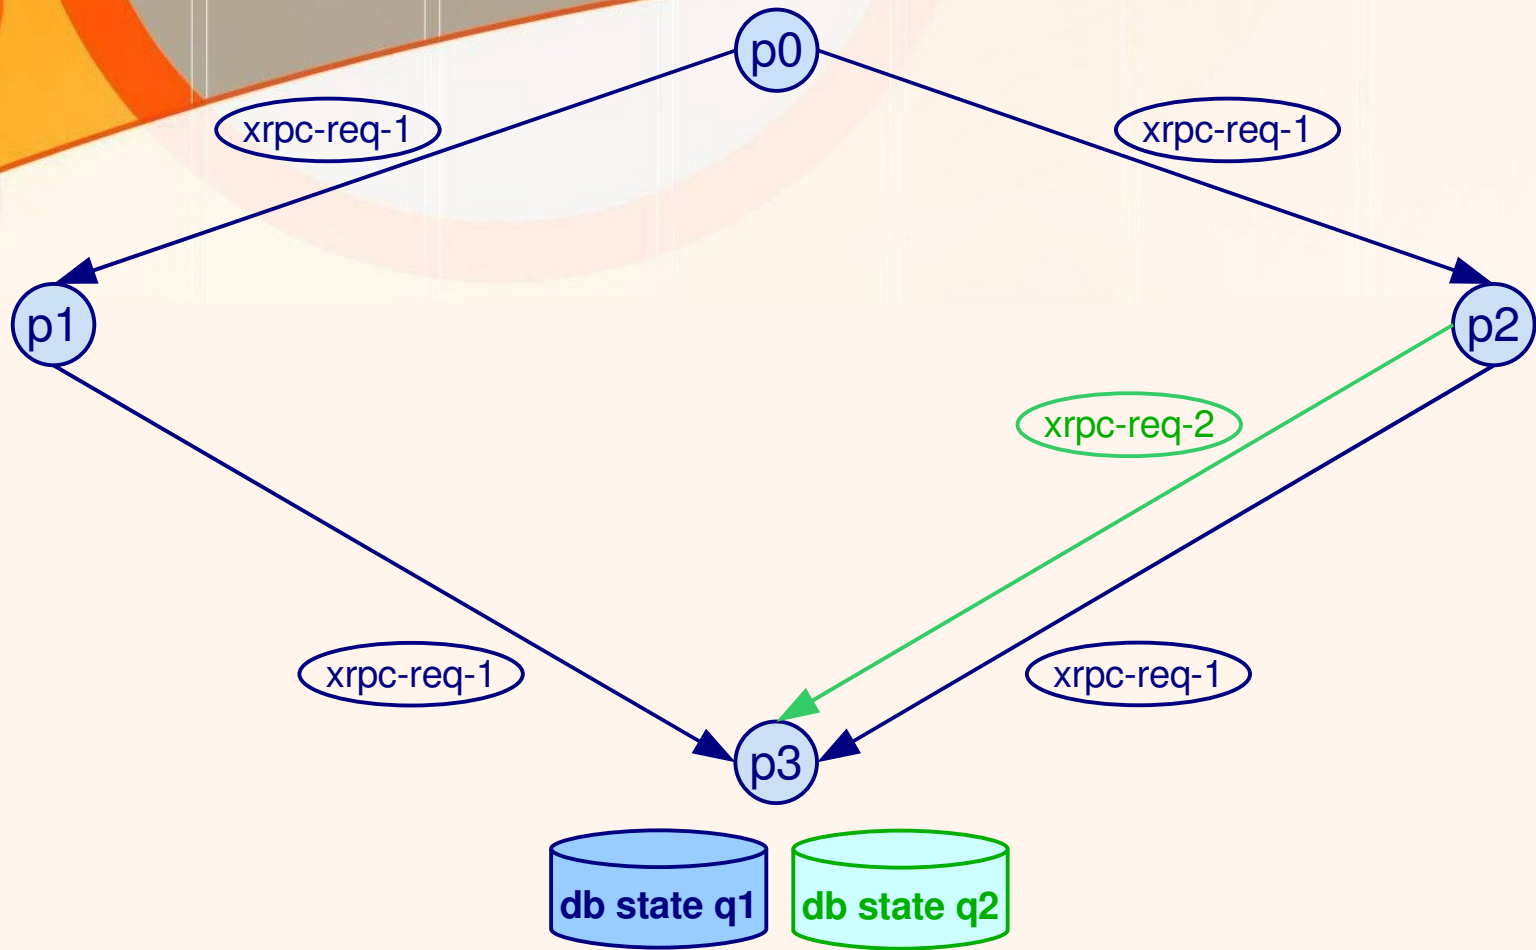 p0
xrpc-req-1
xrpc-req-1
p1
p2
xrpc-req-2
xrpc-req-1
xrpc-req-1
p3
db state q1
db state q2